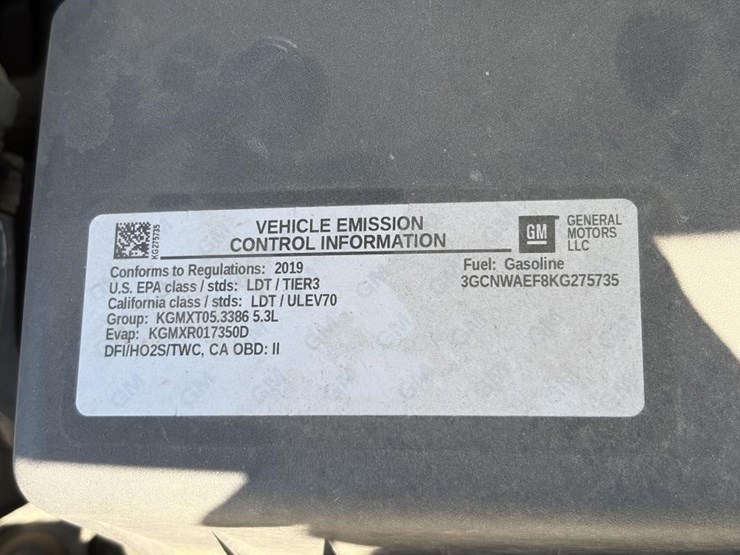 KG275735
VEHICLE EMISSION
CONTROL INFORMATION
GM
GENERAL
MOTORS
LLC
Conforms to Regulations: 2019
U.S. EPA class / stds: LDT / TIER3
California class / stds: LDT / ULEV70
Group: KGMXT05.3386 5.3L
Evap: KGMXR017350D
DFI/HO2S/TWC, CA OBD: II
Fuel: Gasoline
3GCNWAEF8KG275735